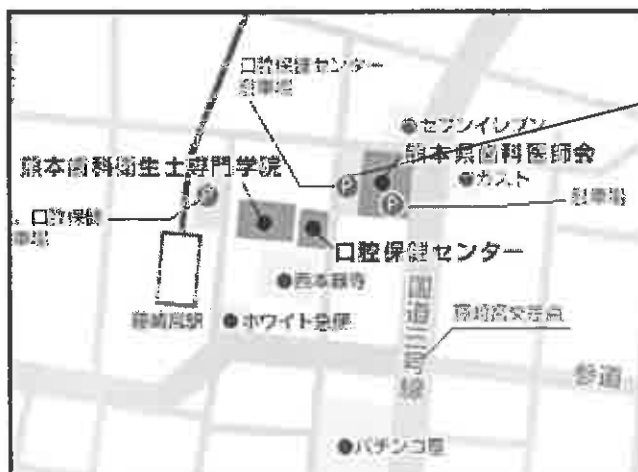 口腔保健センター
駐車場
セブンイレブン
熊本県歯科医師会
熊本歯科衛生士専門学院
ガスト
P
P
P
口腔保健
車場
駐車場
口腔保健センター
西本願寺
国道三号線
藤崎宮駅
ホワイト急便
藤崎宮交差点
参道
パチンコ屋